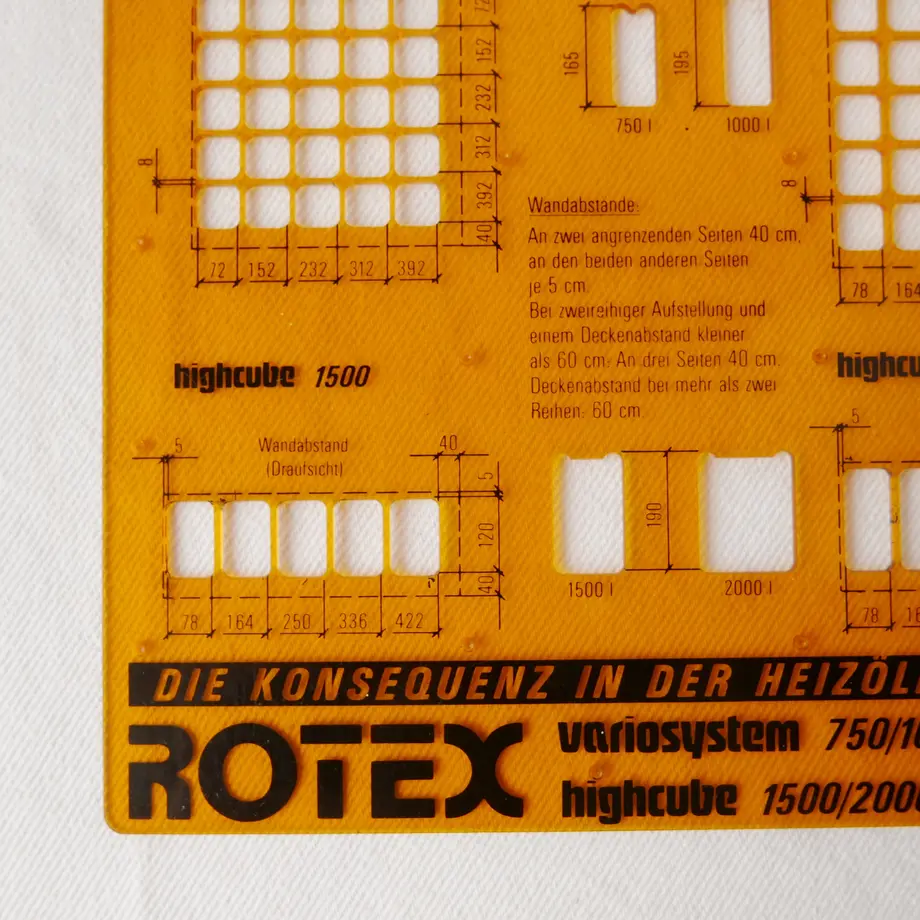 72
152
232
312
392
40
8
72 152 232 312 392
165
195
750 l
1000 l
8
78 164
Wandabstände:
An zwei angrenzenden Seiten 40 cm,
an den beiden anderen Seiten
je 5 cm.
Bei zweireihiger Aufstellung und
einem Deckenabstand kleiner
als 60 cm: An drei Seiten 40 cm.
Deckenabstand bei mehr als zwei
Reihen: 60 cm.
highcube 1500
highcu
5
Wandabstand
(Draufsicht)
40
5
120
40
78 164 250 336 422
190
1500 l
2000 l
5
78 16
DIE KONSEQUENZ IN DER HEIZÖL
ROTEX
variosystem 750/10
highcube 1500/2000